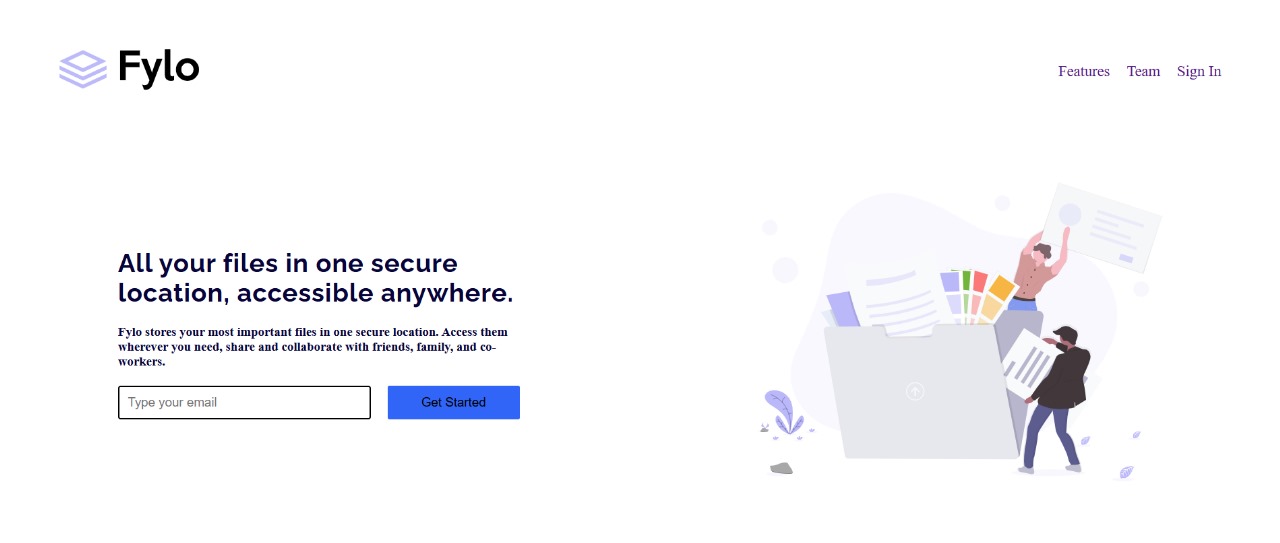 Fylo
Features Team Sign In
All your files in one secure
location, accessible anywhere.
Fylo stores your most important files in one secure location. Access them
wherever you need, share and collaborate with friends, family, and co-
workers.
Type your email
Get Started